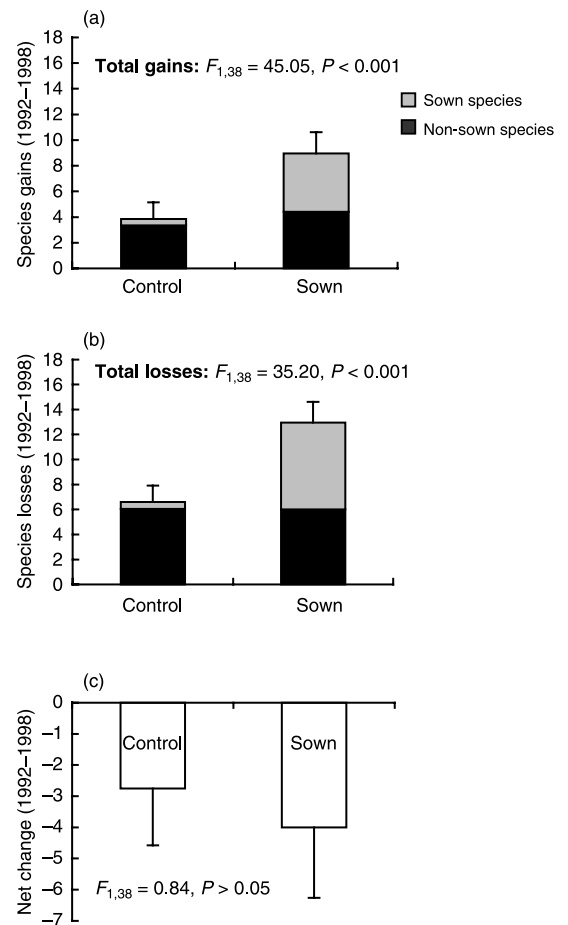 (a)
18
16
14
12
10
8
6
4
2
0
Species gains (1992–1998)
Total gains: F1,38 = 45.05, P < 0.001
Sown species
Non-sown species
Control
Sown
(b)
18
16
14
12
10
8
6
4
2
0
Species losses (1992–1998)
Total losses: F1,38 = 35.20, P < 0.001
Control
Sown
(c)
0
–1
–2
–3
–4
–5
–6
–7
Net change (1992–1998)
Control
Sown
F1,38 = 0.84, P > 0.05